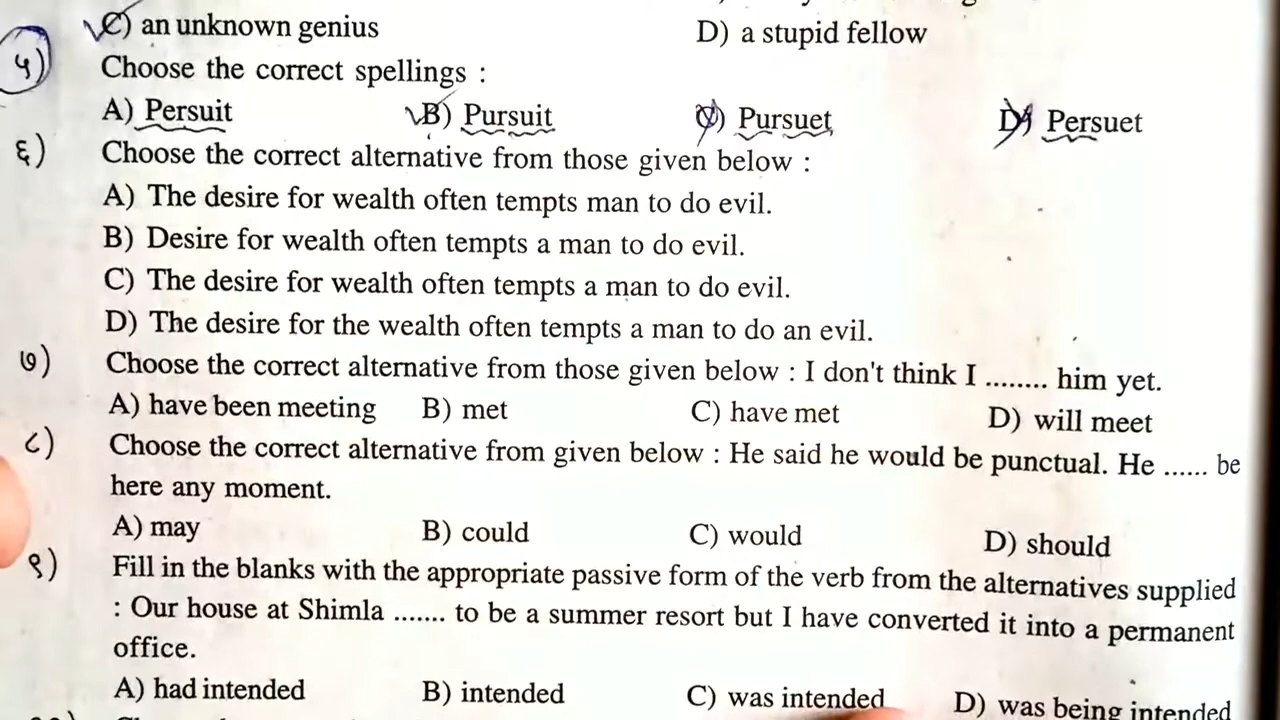 C) an unknown genius D) a stupid fellow
५) Choose the correct spellings :
A) Persuit B) Pursuit C) Pursuet D) Persuet
६) Choose the correct alternative from those given below :
A) The desire for wealth often tempts man to do evil.
B) Desire for wealth often tempts a man to do evil.
C) The desire for wealth often tempts a man to do evil.
D) The desire for the wealth often tempts a man to do an evil.
७) Choose the correct alternative from those given below : I don't think I ........ him yet.
A) have been meeting B) met C) have met D) will meet
८) Choose the correct alternative from given below : He said he would be punctual. He ...... be
here any moment.
A) may B) could C) would D) should
९) Fill in the blanks with the appropriate passive form of the verb from the alternatives supplied
: Our house at Shimla ....... to be a summer resort but I have converted it into a permanent
office.
A) had intended B) intended C) was intended D) was being intended